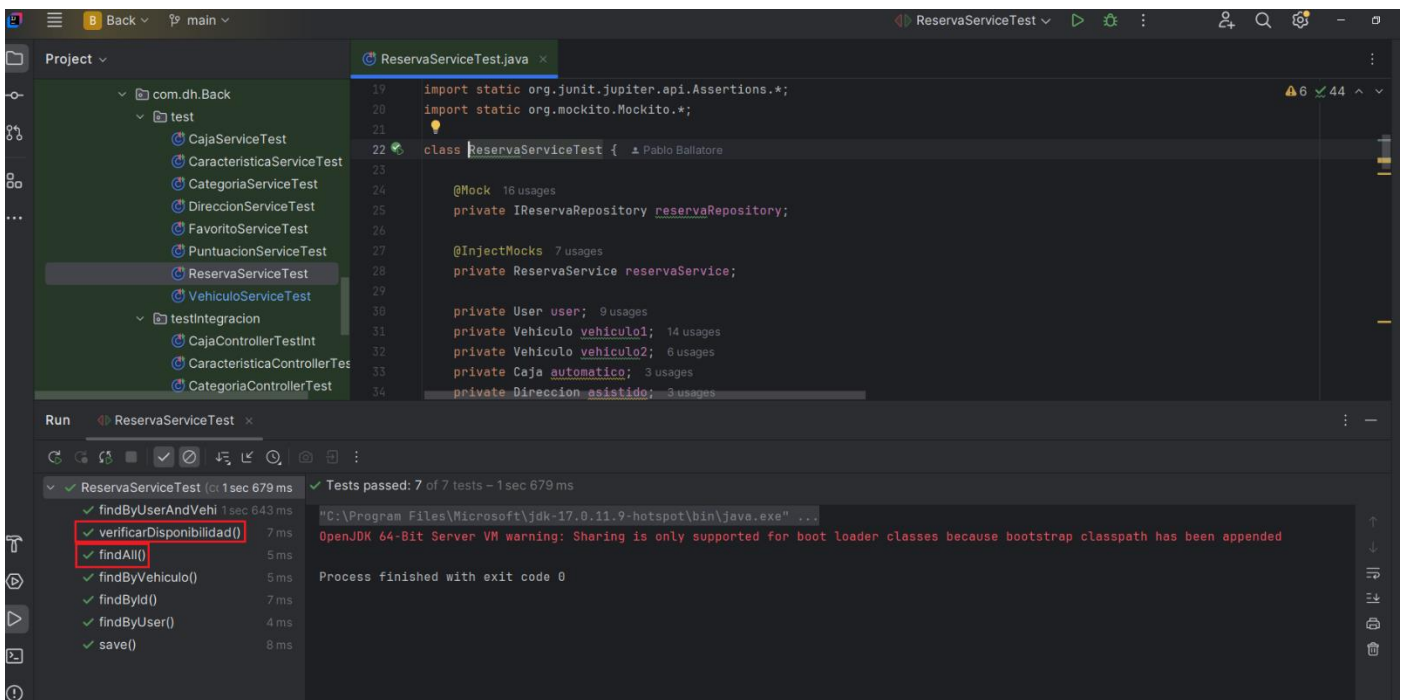 B Back main ReservaServiceTest
Project
ReservaServiceTest.java
com.dh.Back
test
CajaServiceTest
CaracteristicaServiceTest
CategoriaServiceTest
DireccionServiceTest
FavoritoServiceTest
PuntuacionServiceTest
ReservaServiceTest
VehiculoServiceTest
testIntegracion
CajaControllerTestInt
CaracteristicaControllerTes
CategoriaControllerTest
6 44
19 import static org.junit.jupiter.api.Assertions.*;
20 import static org.mockito.Mockito.*;
21
22 class ReservaServiceTest { Pablo Ballatore
23
24 @Mock 16 usages
25 private IReservaRepository reservaRepository;
26
27 @InjectMocks 7 usages
28 private ReservaService reservaService;
29
30 private User user; 9 usages
31 private Vehiculo vehiculo1; 14 usages
32 private Vehiculo vehiculo2; 6 usages
33 private Caja automatico; 3 usages
34 private Direccion asistido; 3 usages
Run ReservaServiceTest
ReservaServiceTest (co 1 sec 679 ms
findByUserAndVehi 1 sec 643 ms
verificarDisponibilidad() 7 ms
findAll() 5 ms
findByVehiculo() 5 ms
findById() 7 ms
findByUser() 4 ms
save() 8 ms
Tests passed: 7 of 7 tests – 1 sec 679 ms
"C:\Program Files\Microsoft\jdk-17.0.11.9-hotspot\bin\java.exe" ...
OpenJDK 64-Bit Server VM warning: Sharing is only supported for boot loader classes because bootstrap classpath has been appended
Process finished with exit code 0